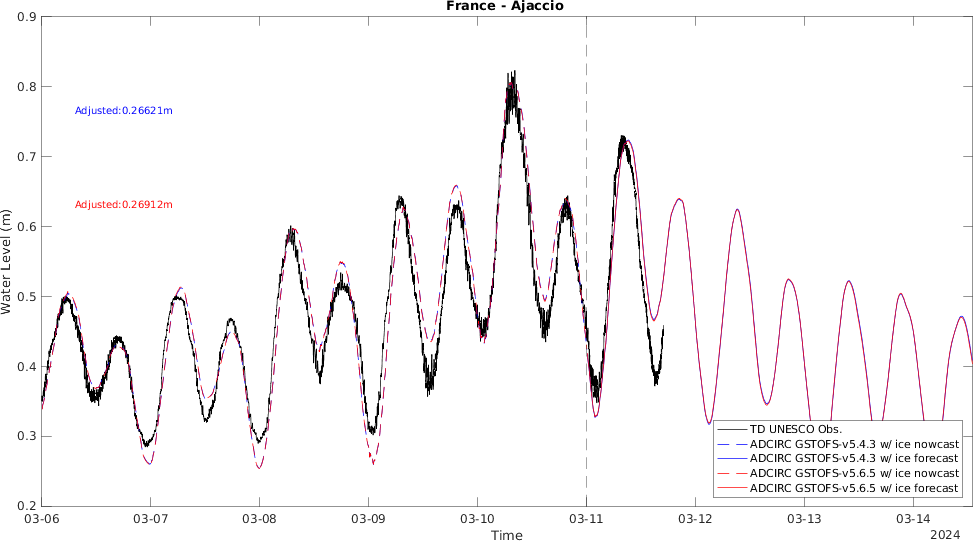 France - Ajaccio
0.9
0.8
0.7
0.6
0.5
0.4
0.3
0.2
Water Level (m)
Adjusted:0.26621m
Adjusted:0.26912m
TD UNESCO Obs.
ADCIRC GSTOFS-v5.4.3 w/ ice nowcast
ADCIRC GSTOFS-v5.4.3 w/ ice forecast
ADCIRC GSTOFS-v5.6.5 w/ ice nowcast
ADCIRC GSTOFS-v5.6.5 w/ ice forecast
03-06 03-07 03-08 03-09 03-10 03-11 03-12 03-13 03-14
Time
2024